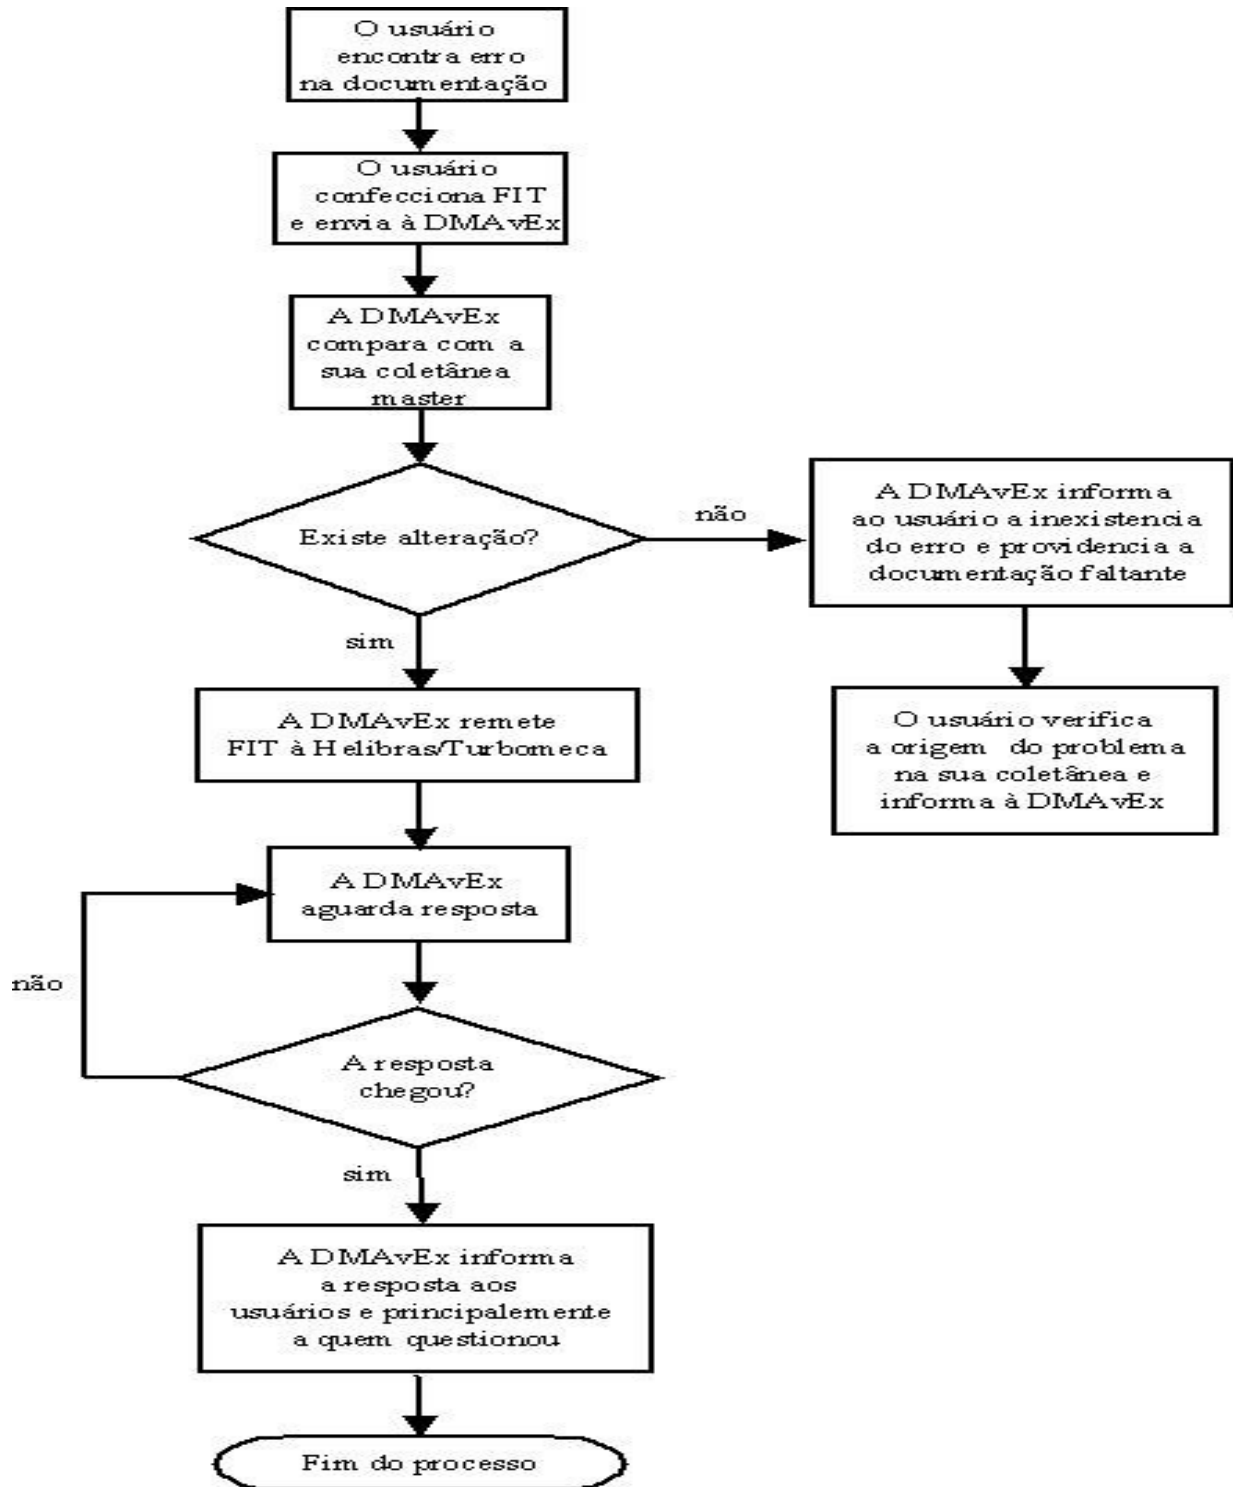 O usuário
encontra erro
na documentação
O usuário
confecciona FIT
e envia à DMAvEx
A DMAvEx
compara com a
sua coletânea
master
Existe alteração?
não
A DMAvEx informa
ao usuário a inexistencia
do erro e providencia a
documentação faltante
sim
O usuário verifica
a origem do problema
na sua coletânea e
informa à DMAvEx
A DMAvEx remete
FIT à Helibras/Turbomeca
A DMAvEx
aguarda resposta
não
A resposta
chegou?
sim
A DMAvEx informa
a resposta aos
usuários e principalemente
a quem questionou
Fim do processo